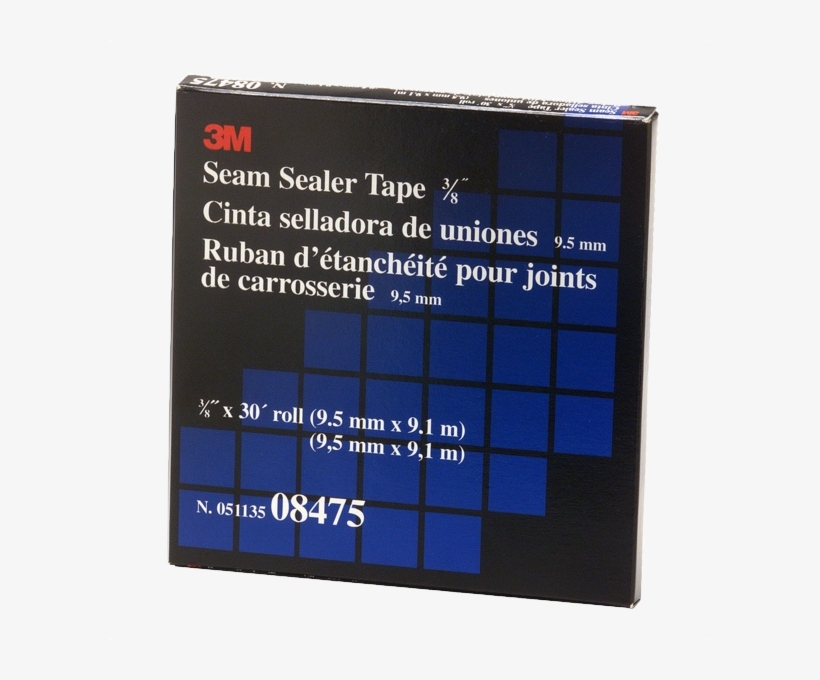 N. 08475
3M
Seam Sealer Tape 3/8″
Cinta selladora de uniones 9.5 mm
Ruban d’étanchéité pour joints
de carrosserie 9,5 mm
3/8″ x 30´ roll (9.5 mm x 9.1 m)
(9,5 mm x 9,1 m)
N. 051135 08475